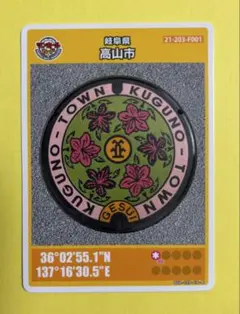 岐阜県
21-203-F001
高山市
KUGUNO-TOWN KUGUNO-TOWN
GESUI
36°02'55.1"N
137°16'30.5"E